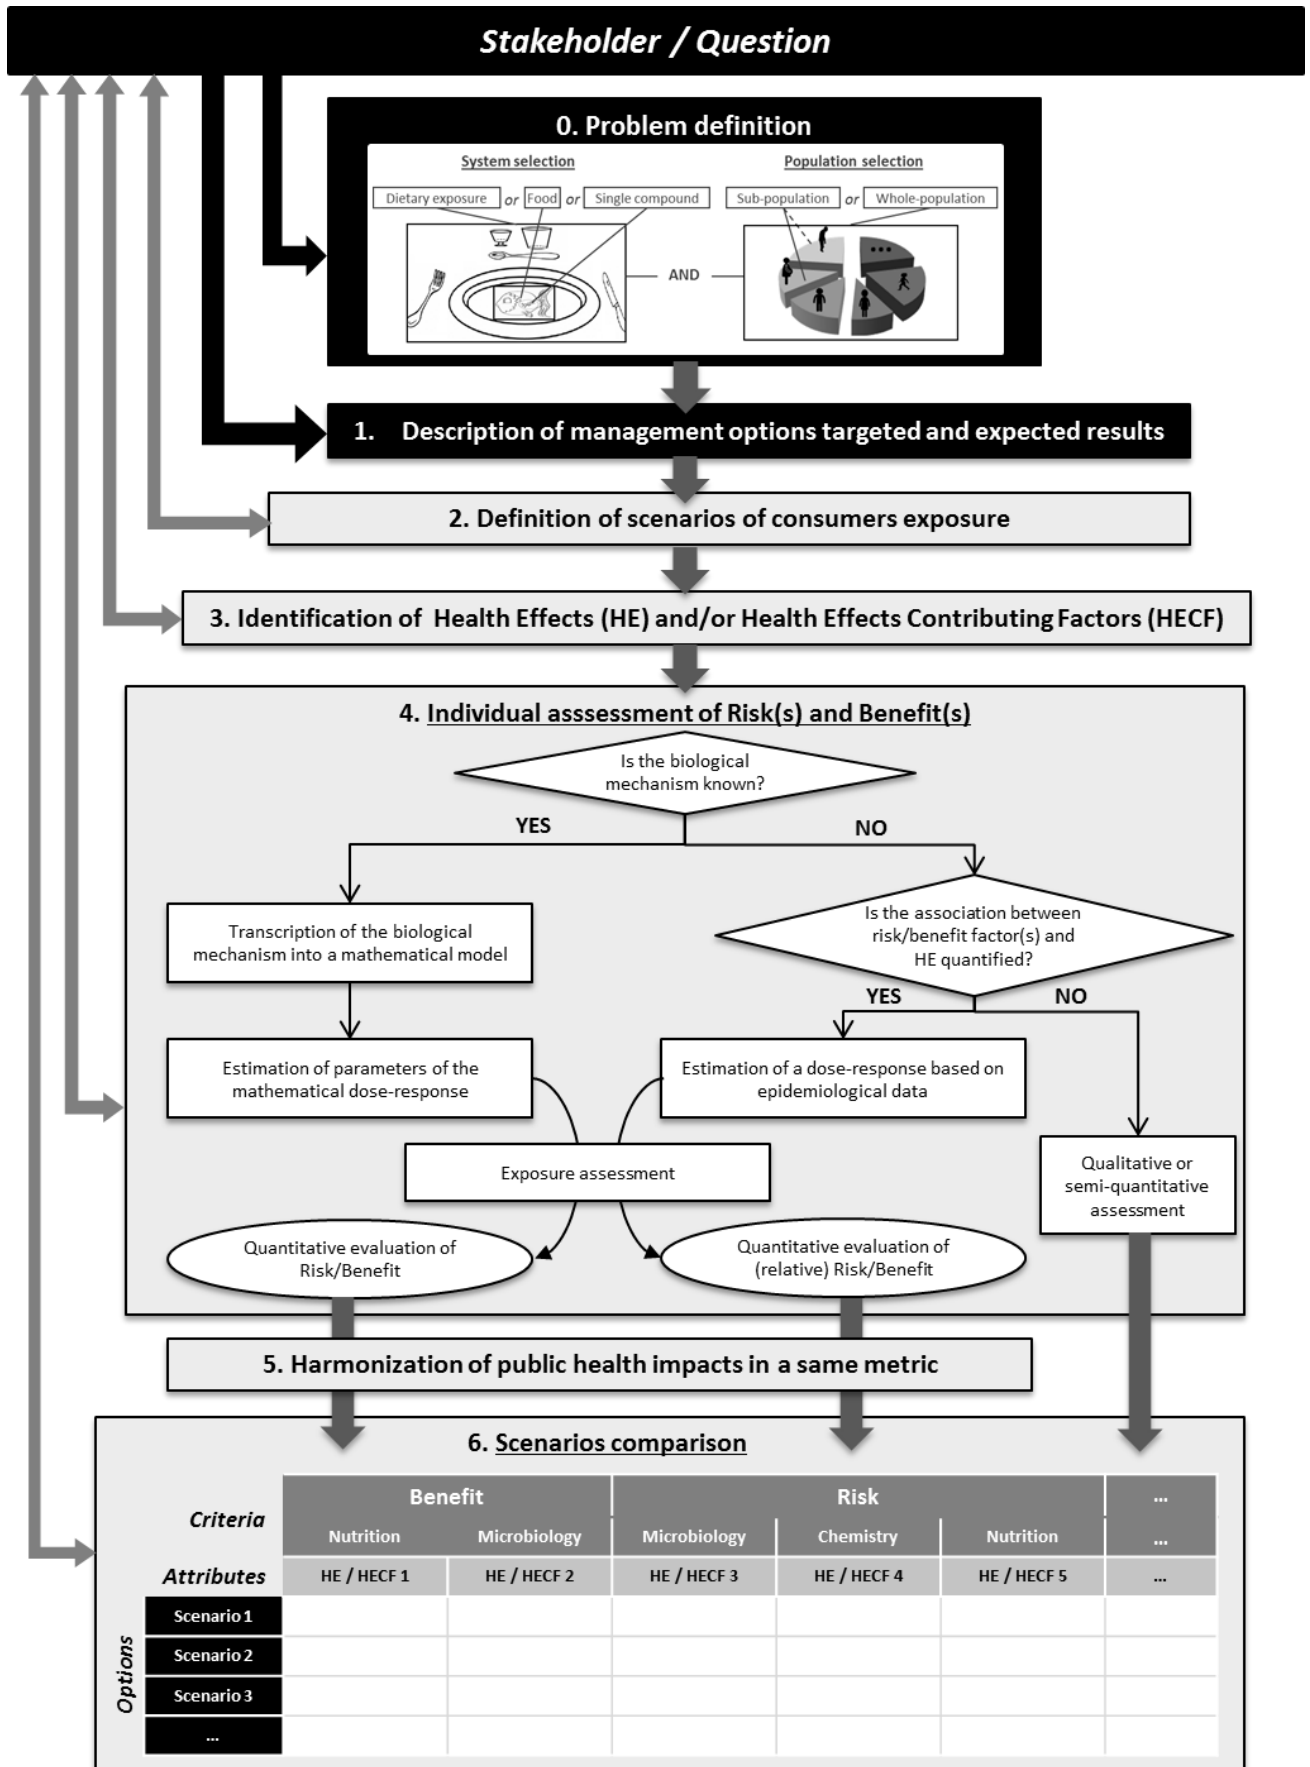 Stakeholder / Question
0. Problem definition
System selection
Population selection
Dietary exposure or Food or Single compound
Sub-population or Whole-population
AND
1. Description of management options targeted and expected results
2. Definition of scenarios of consumers exposure
3. Identification of Health Effects (HE) and/or Health Effects Contributing Factors (HECF)
4. Individual asssessment of Risk(s) and Benefit(s)
Is the biological
mechanism known?
YES
NO
Transcription of the biological
mechanism into a mathematical model
Is the association between
risk/benefit factor(s) and
HE quantified?
YES
NO
Estimation of parameters of the
mathematical dose-response
Estimation of a dose-response based on
epidemiological data
Exposure assessment
Qualitative or
semi-quantitative
assessment
Quantitative evaluation of
Risk/Benefit
Quantitative evaluation of
(relative) Risk/Benefit
5. Harmonization of public health impacts in a same metric
6. Scenarios comparison
Criteria
Benefit
Risk
...
Nutrition
Microbiology
Microbiology
Chemistry
Nutrition
...
Attributes
HE / HECF 1
HE / HECF 2
HE / HECF 3
HE / HECF 4
HE / HECF 5
...
Options
Scenario 1
Scenario 2
Scenario 3
...